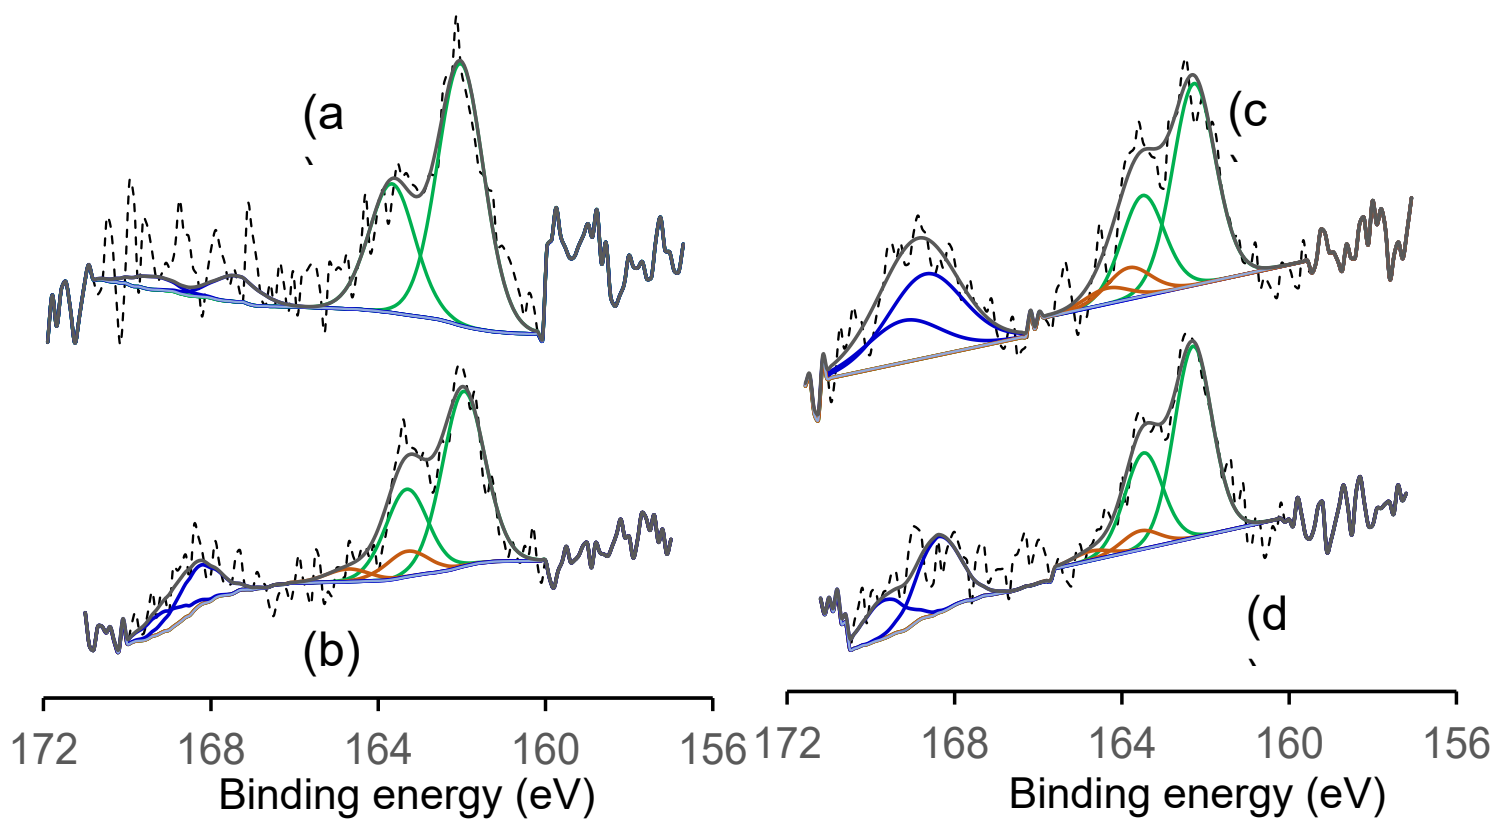 (a
(c
(b)
(d
172 168 164 160 156
172 168 164 160 156
Binding energy (eV)
Binding energy (eV)